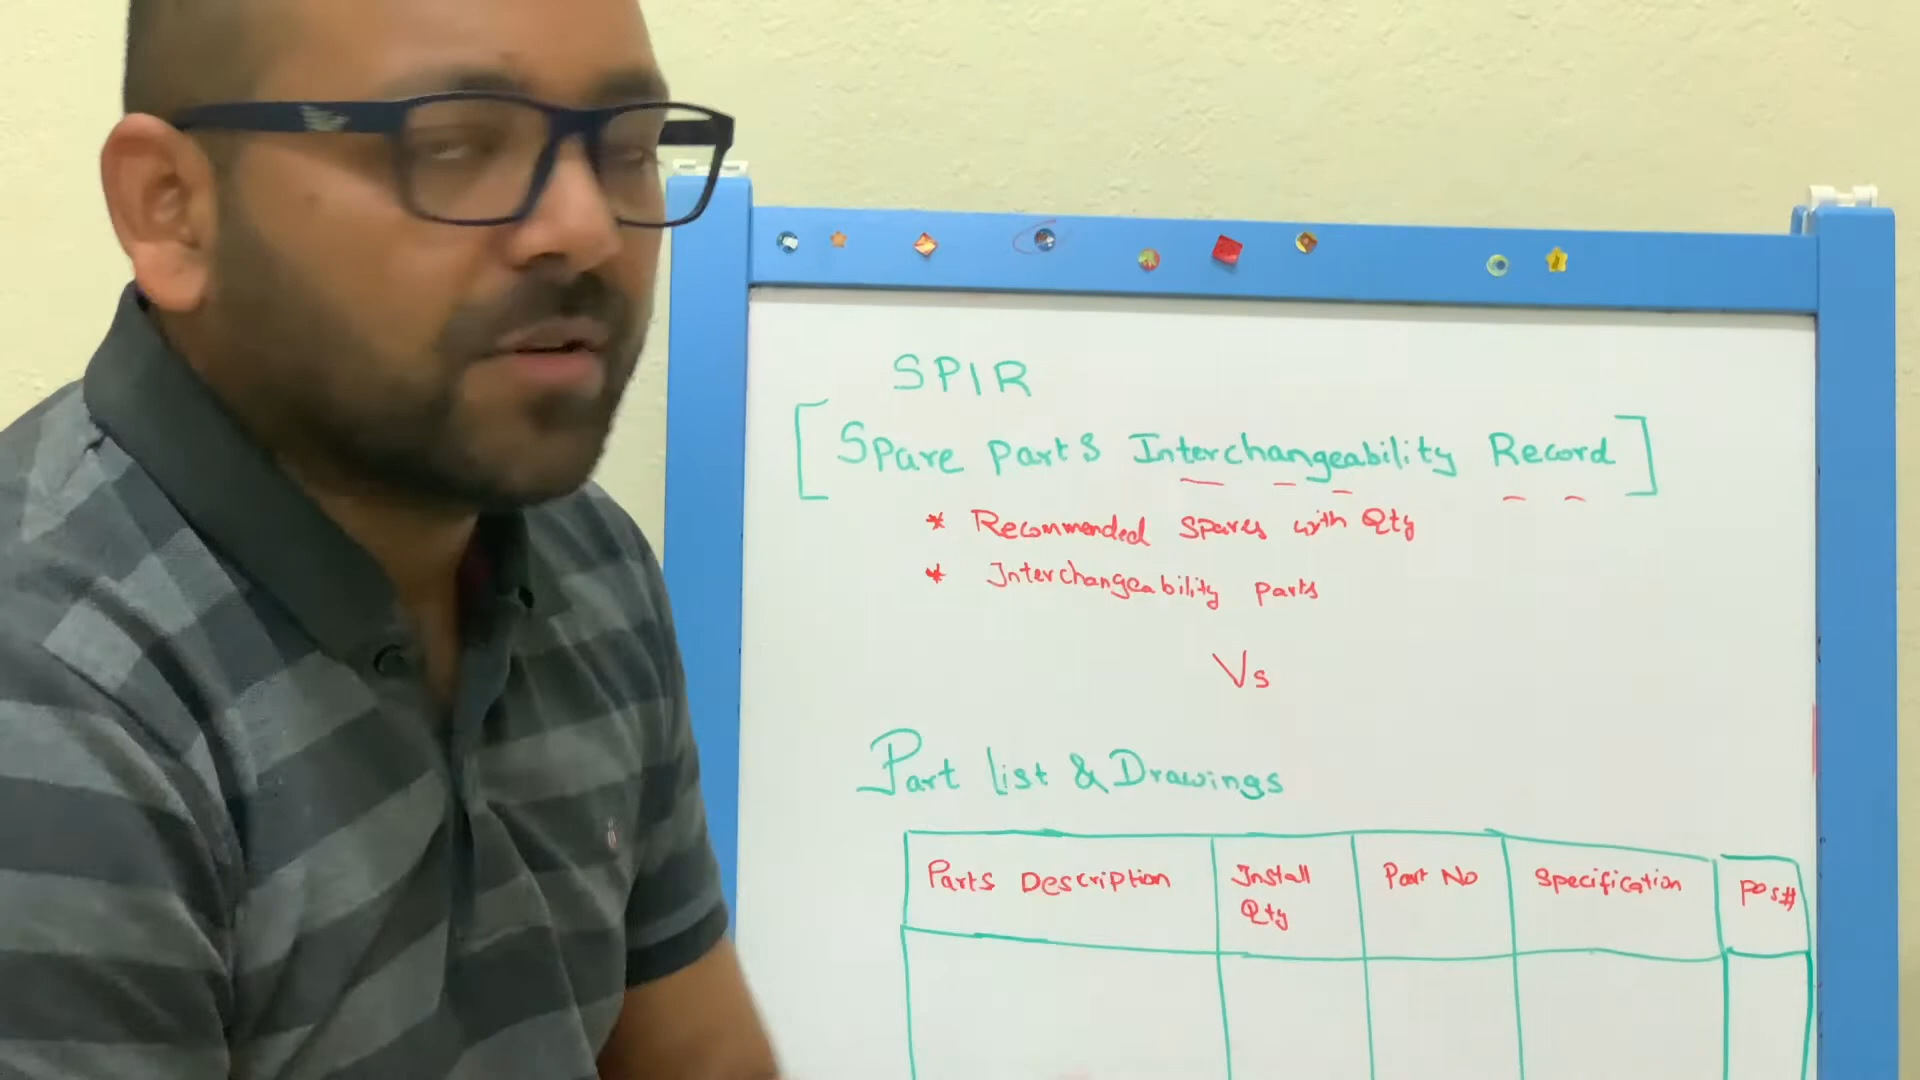 SPIR
[Spare Parts Interchangeability Record]
* Recommended Spares with Qty
* Interchangeability parts
Vs
Part List & Drawings
Parts Description
Install Qty
Part No
Specification
Pos#